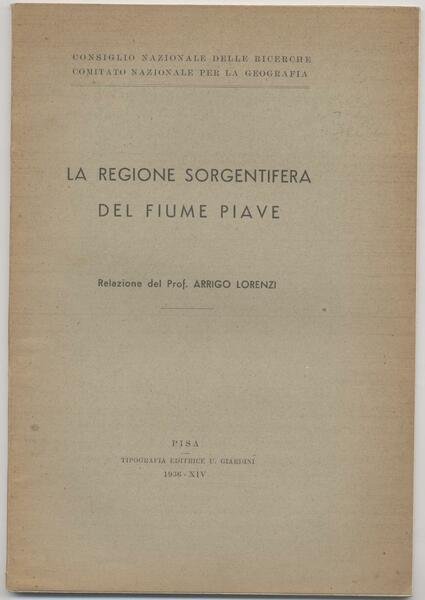 CONSIGLIO NAZIONALE DELLE RICERCHE
COMITATO NAZIONALE PER LA GEOGRAFIA
LA REGIONE SORGENTIFERA
DEL FIUME PIAVE
Relazione del Prof. ARRIGO LORENZI
PISA
TIPOGRAFIA EDITRICE U. GIARDINI
1936 - XIV